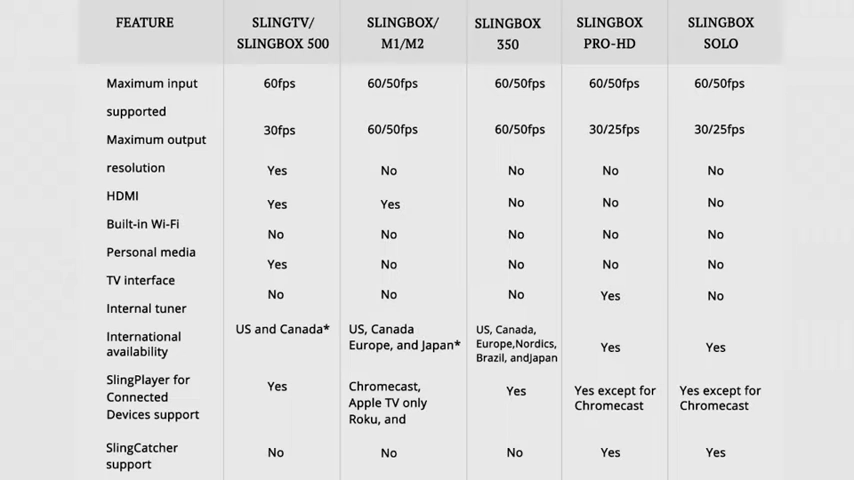 FEATURE
SLINGTV/
SLINGBOX 500
SLINGBOX/
M1/M2
SLINGBOX
350
SLINGBOX
PRO-HD
SLINGBOX
SOLO
Maximum input
supported
60fps
60/50fps
60/50fps
60/50fps
60/50fps
Maximum output
resolution
30fps
60/50fps
60/50fps
30/25fps
30/25fps
HDMI
Yes
No
No
No
No
Built-in Wi-Fi
Yes
Yes
No
No
No
Personal media
No
No
No
No
No
TV interface
Yes
No
No
No
No
Internal tuner
No
No
No
Yes
No
International
availability
US and Canada*
US, Canada
Europe, and Japan*
US, Canada,
Europe,Nordics,
Brazil, andJapan
Yes
Yes
SlingPlayer for
Connected
Devices support
Yes
Chromecast,
Apple TV only
Roku, and
Yes
Yes except for
Chromecast
Yes except for
Chromecast
SlingCatcher
support
No
No
No
Yes
Yes